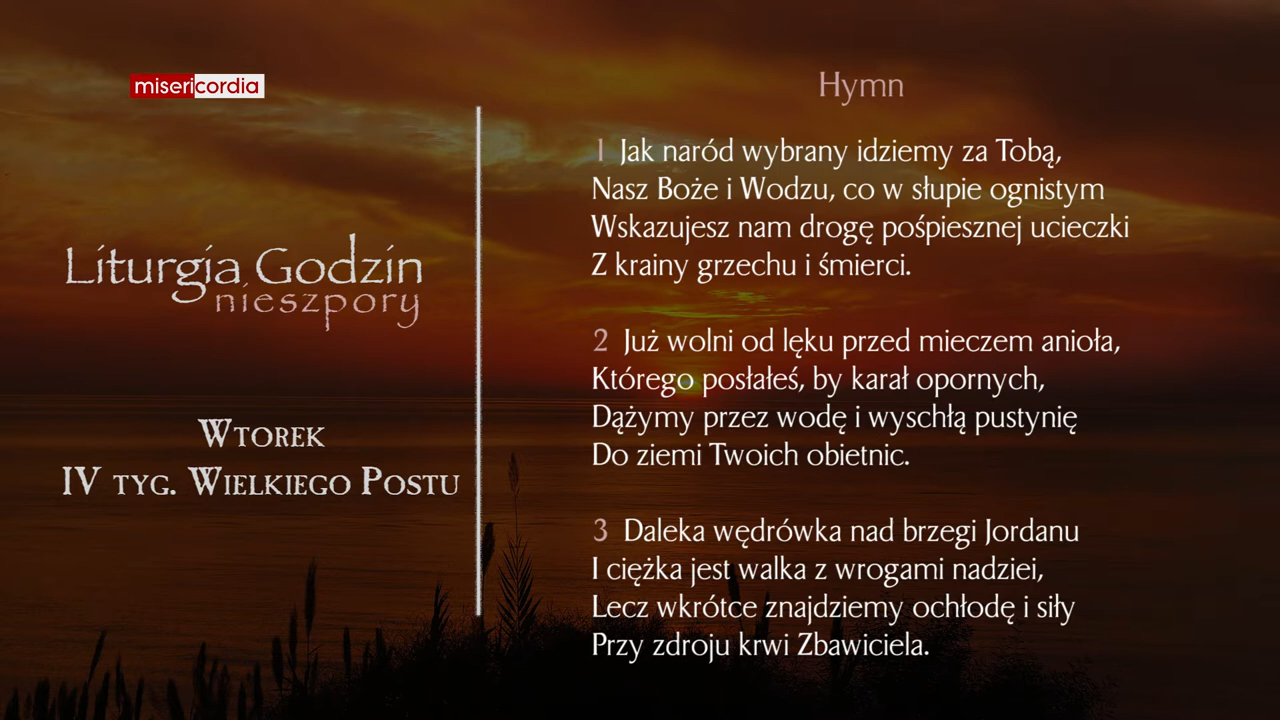 misericordia
Liturgia Godzin
nieszpory
Wtorek
IV tyg. Wielkiego Postu
Hymn
1 Jak naród wybrany idziemy za Tobą,
Nasz Boże i Wodzu, co w słupie ognistym
Wskazujesz nam drogę pośpiesznej ucieczki
Z krainy grzechu i śmierci.
2 Już wolni od lęku przed mieczem anioła,
Którego posłałeś, by karał opornych,
Dążymy przez wodę i wyschłą pustynię
Do ziemi Twoich obietnic.
3 Daleka wędrówka nad brzegi Jordanu
I ciężka jest walka z wrogami nadziei,
Lecz wkrótce znajdziemy ochłodę i siły
Przy zdroju krwi Zbawiciela.